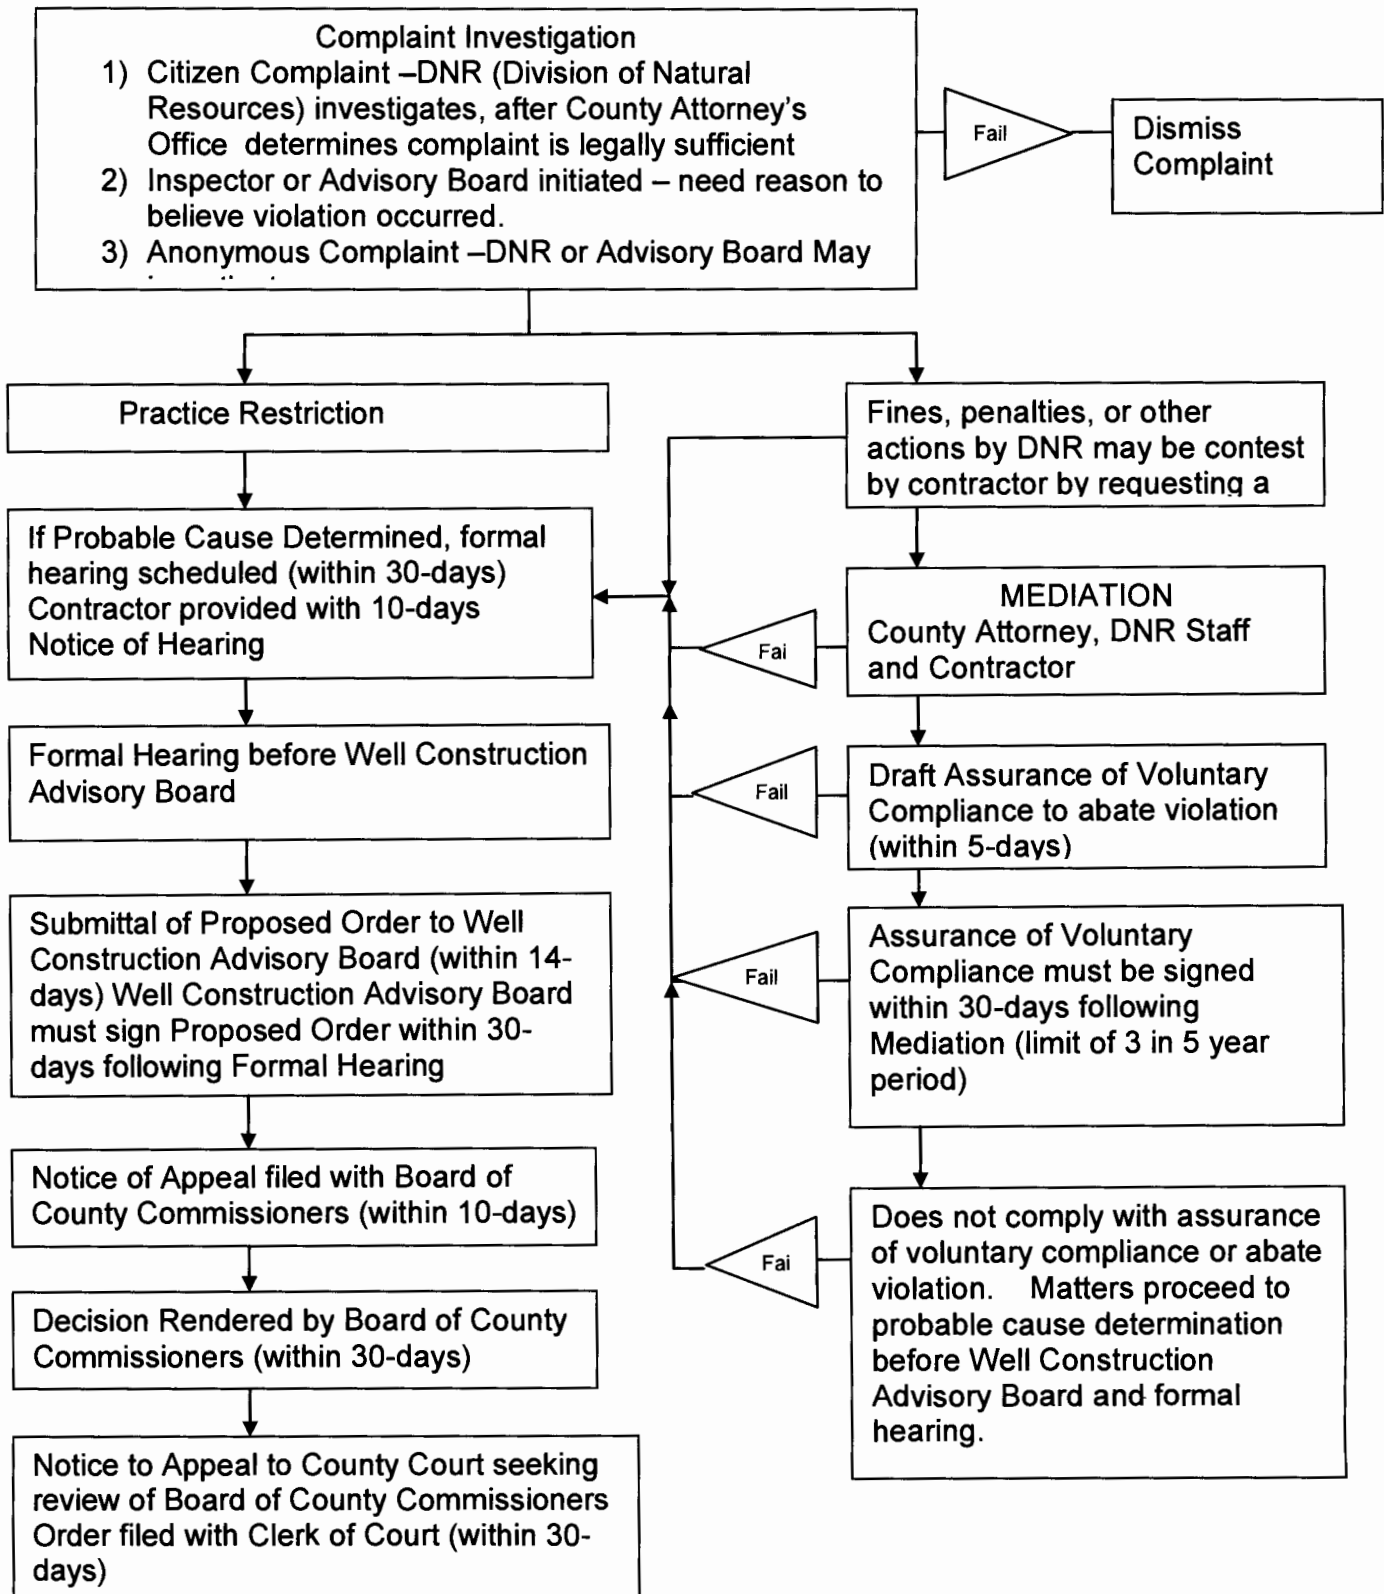 Complaint Investigation
1) Citizen Complaint –DNR (Division of Natural
Resources) investigates, after County Attorney's
Office determines complaint is legally sufficient
2) Inspector or Advisory Board initiated – need reason to
believe violation occurred.
3) Anonymous Complaint –DNR or Advisory Board May
Fail
Dismiss
Complaint
Practice Restriction
If Probable Cause Determined, formal
hearing scheduled (within 30-days)
Contractor provided with 10-days
Notice of Hearing
Formal Hearing before Well Construction
Advisory Board
Submittal of Proposed Order to Well
Construction Advisory Board (within 14-
days) Well Construction Advisory Board
must sign Proposed Order within 30-
days following Formal Hearing
Notice of Appeal filed with Board of
County Commissioners (within 10-days)
Decision Rendered by Board of County
Commissioners (within 30-days)
Notice to Appeal to County Court seeking
review of Board of County Commissioners
Order filed with Clerk of Court (within 30-
days)
Fines, penalties, or other
actions by DNR may be contest
by contractor by requesting a
MEDIATION
County Attorney, DNR Staff
and Contractor
Fai
Draft Assurance of Voluntary
Compliance to abate violation
(within 5-days)
Fail
Assurance of Voluntary
Compliance must be signed
within 30-days following
Mediation (limit of 3 in 5 year
period)
Fail
Does not comply with assurance
of voluntary compliance or abate
violation. Matters proceed to
probable cause determination
before Well Construction
Advisory Board and formal
hearing.
Fai